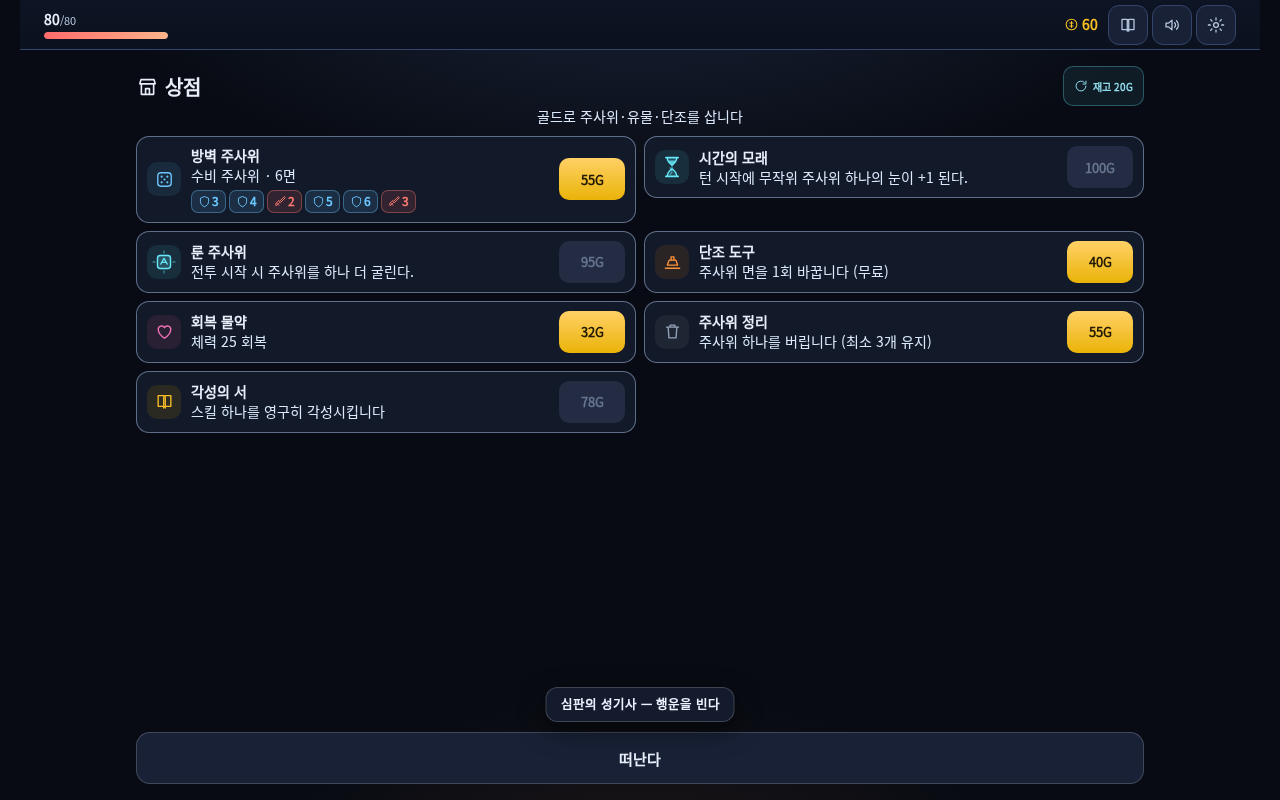 80/80
60
상점
재고 20G
골드로 주사위·유물·단조를 삽니다
방벽 주사위
수비 주사위 · 6면
3 4 2 5 6 3
55G
시간의 모래
턴 시작에 무작위 주사위 하나의 눈이 +1 된다.
100G
룬 주사위
전투 시작 시 주사위를 하나 더 굴린다.
95G
단조 도구
주사위 면을 1회 바꿉니다 (무료)
40G
회복 물약
체력 25 회복
32G
주사위 정리
주사위 하나를 버립니다 (최소 3개 유지)
55G
각성의 서
스킬 하나를 영구히 각성시킵니다
78G
심판의 성기사 — 행운을 빈다
떠난다